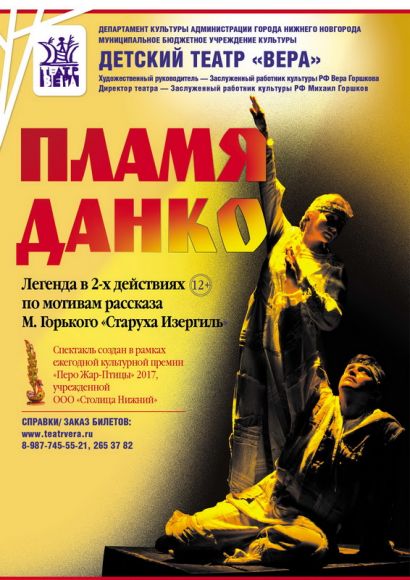 ДЕПАРТАМЕНТ КУЛЬТУРЫ АДМИНИСТРАЦИИ ГОРОДА НИЖНЕГО НОВГОРОДА
МУНИЦИПАЛЬНОЕ БЮДЖЕТНОЕ УЧРЕЖДЕНИЕ КУЛЬТУРЫ
ДЕТСКИЙ ТЕАТР «ВЕРА»
Художественный руководитель — Заслуженный работник культуры РФ Вера Горшкова
Директор театра — Заслуженный работник культуры РФ Михаил Горшков
ТЕАТР
ВЕРА
ПЛАМЯ
ДАНКО
Легенда в 2-х действиях 12+
по мотивам рассказа
М. Горького «Старуха Изергиль»
Спектакль создан в рамках
ежегодной культурной премии
«Перо Жар-Птицы» 2017,
учрежденной
ООО «Столица Нижний»
СПРАВКИ/ ЗАКАЗ БИЛЕТОВ:
www.teatrvera.ru
8-987-745-55-21, 265 37 82